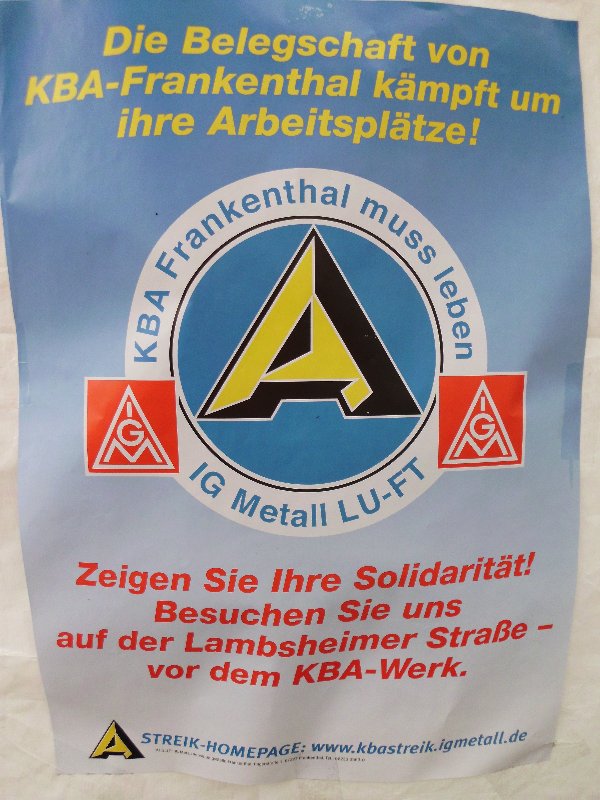 Die Belegschaft von
KBA-Frankenthal kämpft um
ihre Arbeitsplätze!
KBA Frankenthal muss leben
IGM
IGM
IG Metall LU-FT
Zeigen Sie Ihre Solidarität!
Besuchen Sie uns
auf der Lambsheimer Straße –
vor dem KBA-Werk.
STREIK-HOMEPAGE: www.kbastreik.igmetall.de